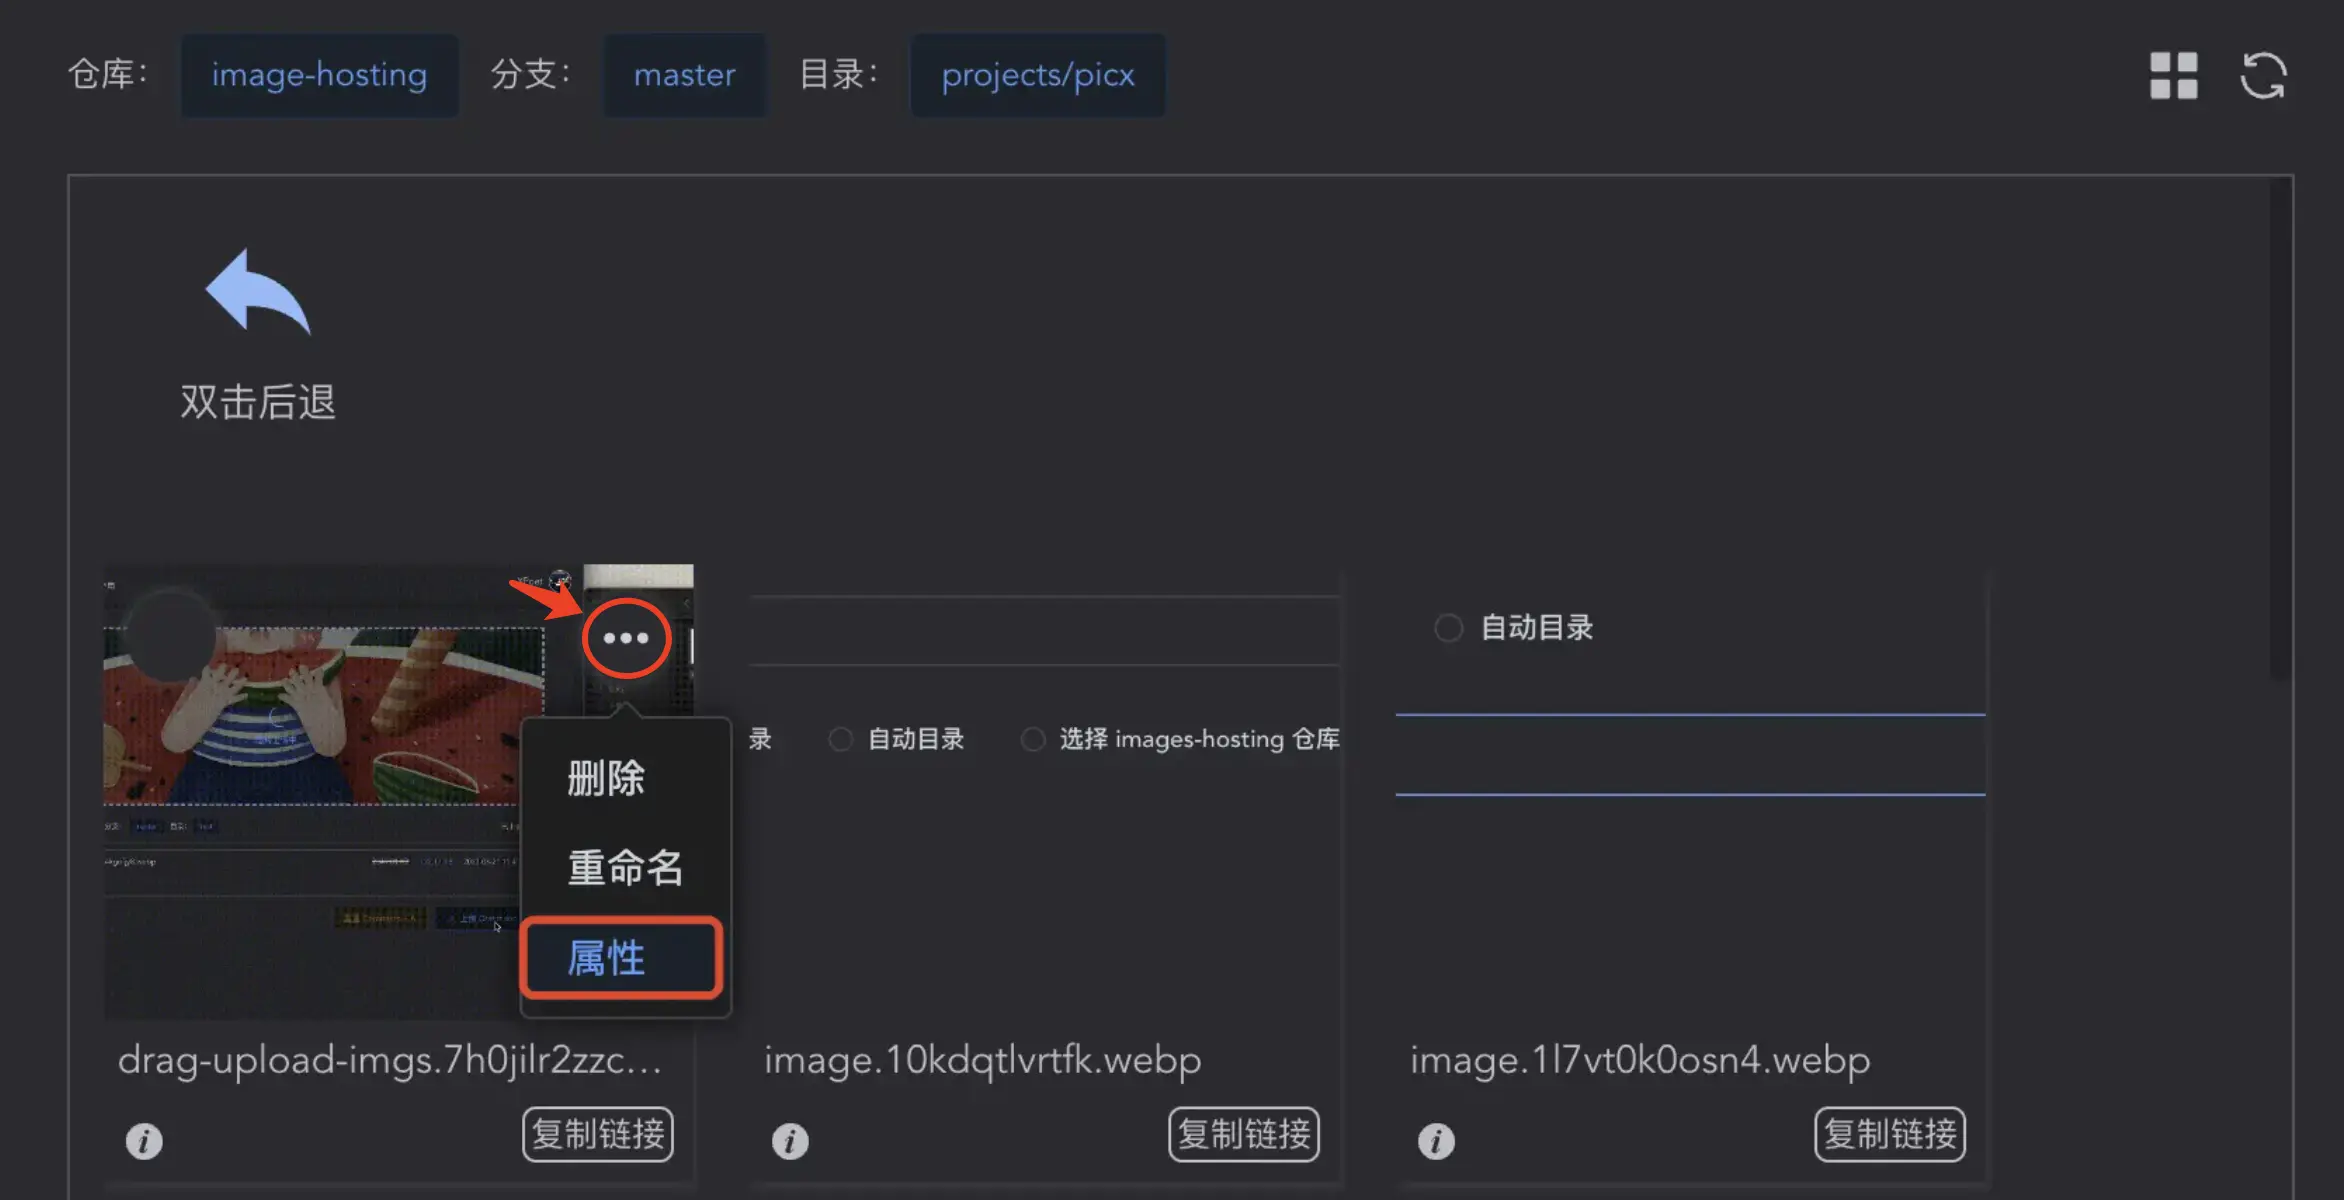 仓库： image-hosting 分支： master 目录： projects/picx
双击后退
自动目录
录 自动目录 选择 images-hosting 仓库
删除
重命名
属性
drag-upload-imgs.7h0jilr2zzc... image.10kdqtlvrtfk.webp image.1l7vt0k0osn4.webp
复制链接 复制链接 复制链接